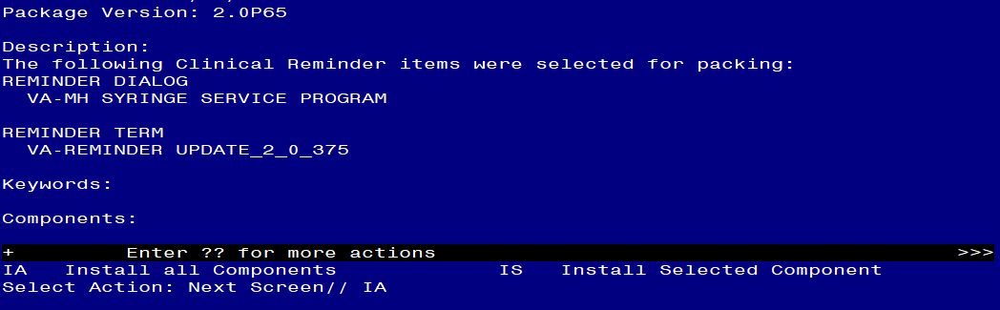 Package Version: 2.0P65
Description:
The following Clinical Reminder items were selected for packing:
REMINDER DIALOG
VA-MH SYRINGE SERVICE PROGRAM
REMINDER TERM
VA-REMINDER UPDATE_2_0_375
Keywords:
Components:
+ Enter ?? for more actions >>>
IA Install all Components IS Install Selected Component
Select Action: Next Screen// IA